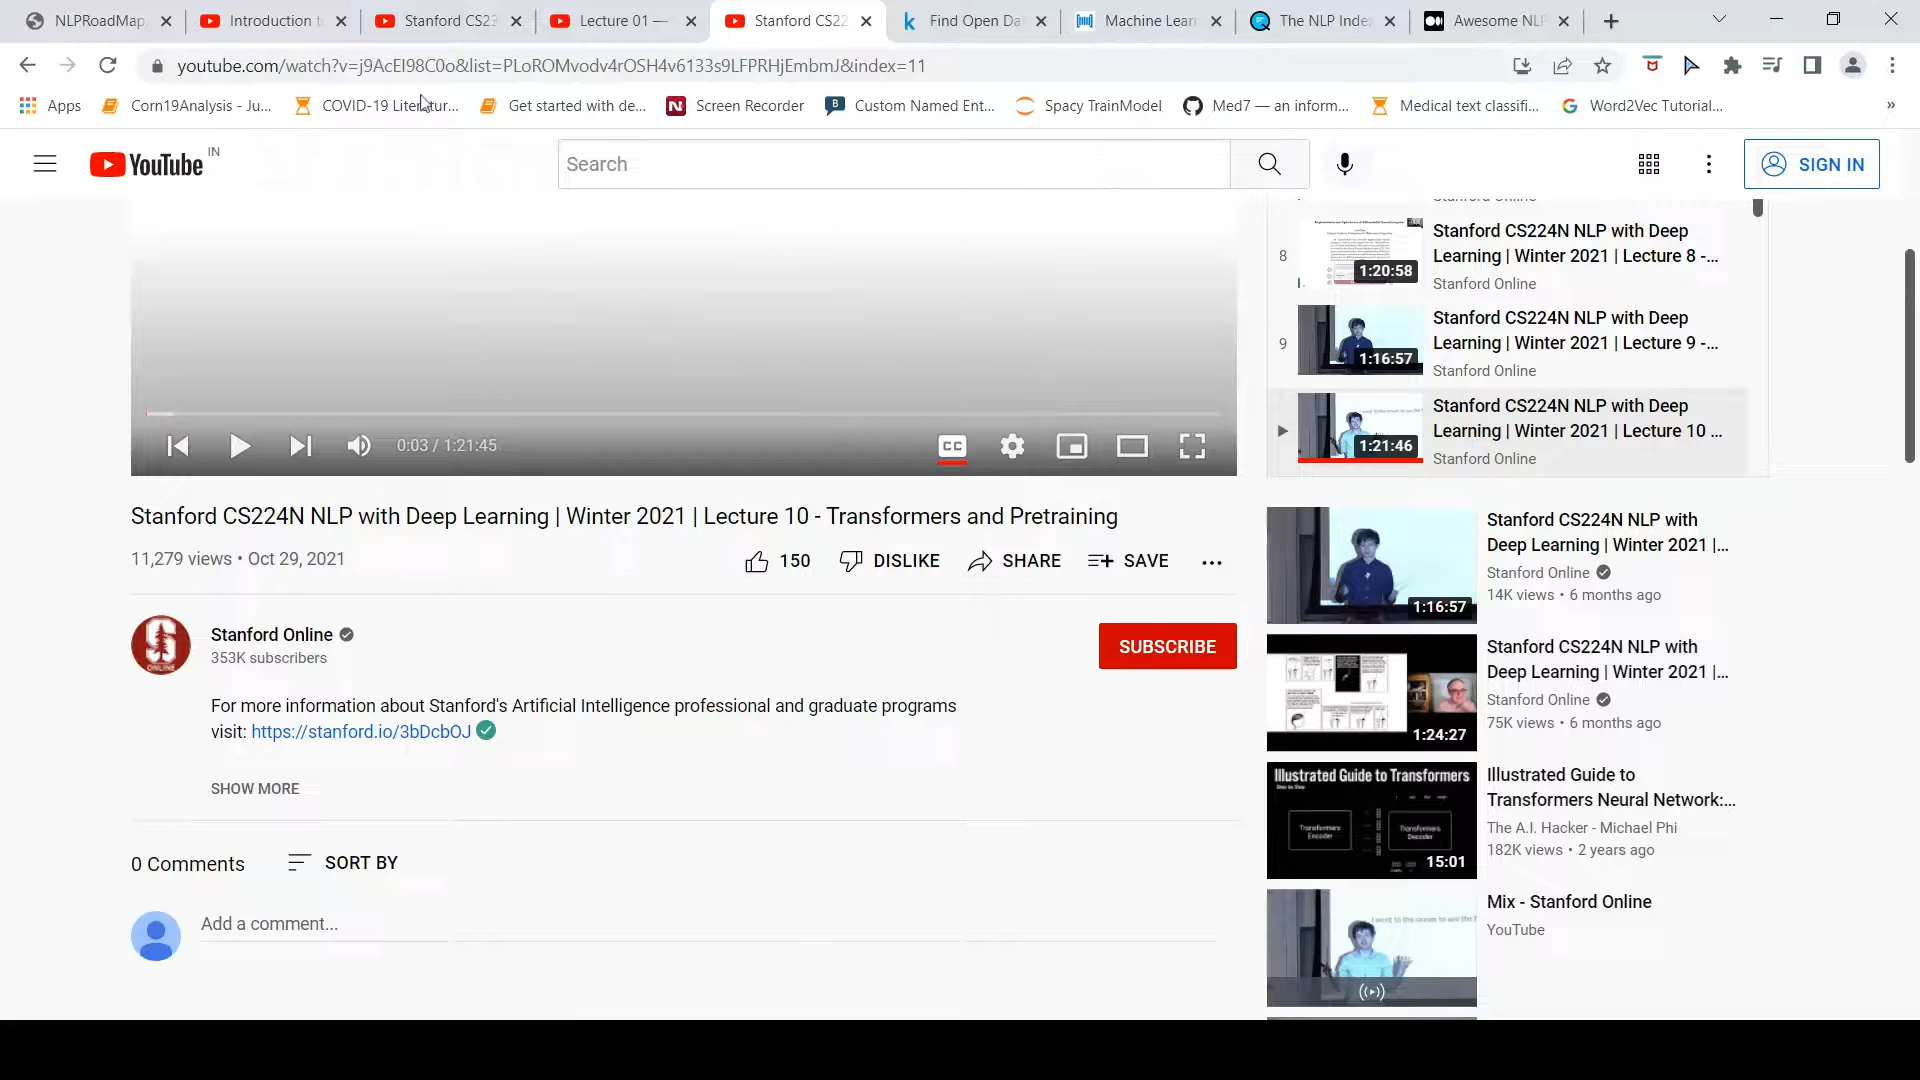 NLPRoadMap
Introduction t
Stanford CS23
Lecture 01 —
Stanford CS22
Find Open Da
Machine Lear
The NLP Inde
Awesome NLP
youtube.com/watch?v=j9AcEI98C0o&list=PLoROMvodv4rOSH4v6133s9LFPRHjEmbmJ&index=11
Apps
Corn19Analysis - Ju...
COVID-19 Literatur...
Get started with de...
Screen Recorder
Custom Named Ent...
Spacy TrainModel
Med7 — an inform...
Medical text classifi...
Word2Vec Tutorial...
YouTube IN
Search
SIGN IN
0:03 / 1:21:45
CC
8
1:20:58
Stanford CS224N NLP with Deep
Learning | Winter 2021 | Lecture 8 -...
Stanford Online
9
1:16:57
Stanford CS224N NLP with Deep
Learning | Winter 2021 | Lecture 9 -...
Stanford Online
1:21:46
Stanford CS224N NLP with Deep
Learning | Winter 2021 | Lecture 10 ...
Stanford Online
Stanford CS224N NLP with Deep Learning | Winter 2021 | Lecture 10 - Transformers and Pretraining
11,279 views • Oct 29, 2021
150
DISLIKE
SHARE
SAVE
Stanford Online
353K subscribers
SUBSCRIBE
For more information about Stanford's Artificial Intelligence professional and graduate programs
visit: https://stanford.io/3bDcbOJ
SHOW MORE
0 Comments
SORT BY
Add a comment...
1:16:57
Stanford CS224N NLP with
Deep Learning | Winter 2021 |...
Stanford Online
14K views • 6 months ago
1:24:27
Stanford CS224N NLP with
Deep Learning | Winter 2021 |...
Stanford Online
75K views • 6 months ago
Illustrated Guide to Transformers
Step by Step
Transformers
Encoder
Transformers
Decoder
15:01
Illustrated Guide to
Transformers Neural Network:...
The A.I. Hacker - Michael Phi
182K views • 2 years ago
Mix - Stanford Online
YouTube